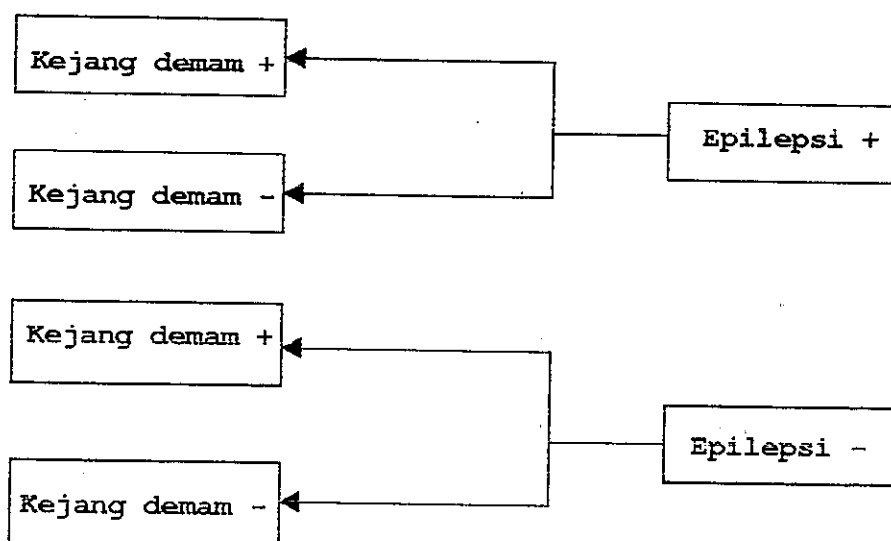 Kejang demam +
Epilepsi +
Kejang demam -
Kejang demam +
Epilepsi -
Kejang demam -